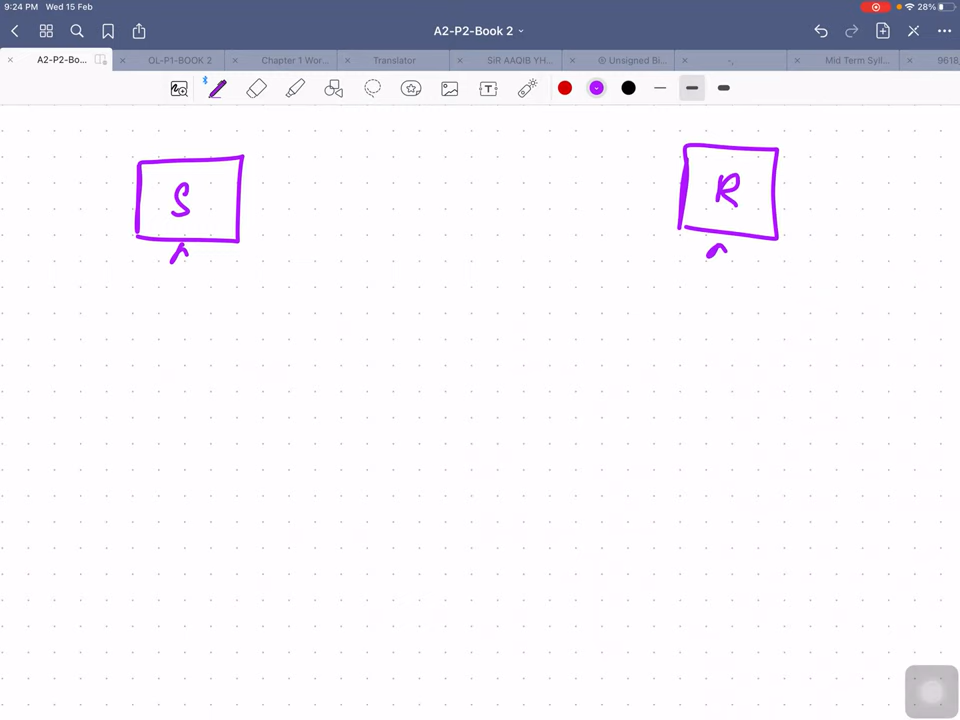 9:24 PM Wed 15 Feb
28%
A2-P2-Book 2
A2-P2-Bo...
OL-P1-BOOK 2
Chapter 1 Wor...
Translator
SIR AAQIB YH...
Unsigned Bi...
Mid Term Syll...
9618
T
S
R